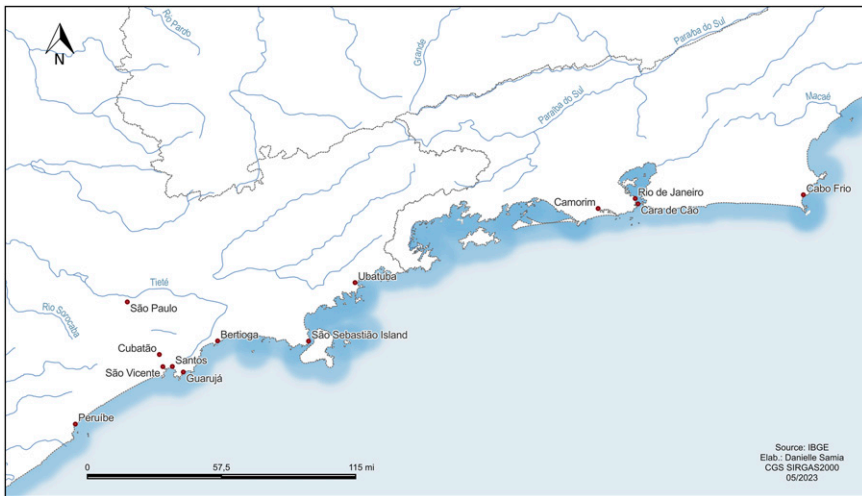 Rio Pardo
Grande
Paraíba do Sul
Paraíba do Sul
Macaé
N
Rio de Janeiro
Cabo Frio
Camorim
Cara de Cão
Ubatuba
Tietê
São Paulo
Rio Sorocaba
Bertioga
São Sebastião Island
Cubatão
Santos
São Vicente
Guarujá
Peruíbe
0 57,5 115 mi
Source: IBGE
Elab.: Danielle Samia
CGS SIRGAS2000
05/2023